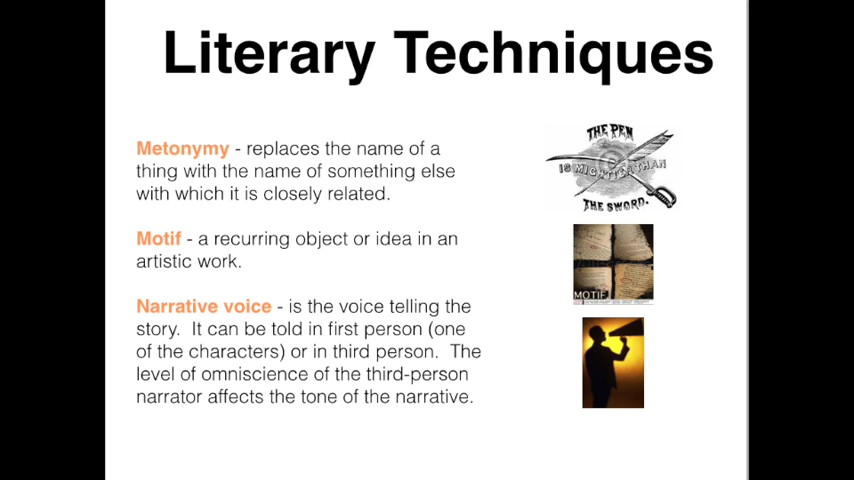 Literary Techniques
Metonymy - replaces the name of a
thing with the name of something else
with which it is closely related.
THE PEN
IS MIGHTIER THAN
THE SWORD.
Motif - a recurring object or idea in an
artistic work.
MOTIF
Narrative voice - is the voice telling the
story. It can be told in first person (one
of the characters) or in third person. The
level of omniscience of the third-person
narrator affects the tone of the narrative.